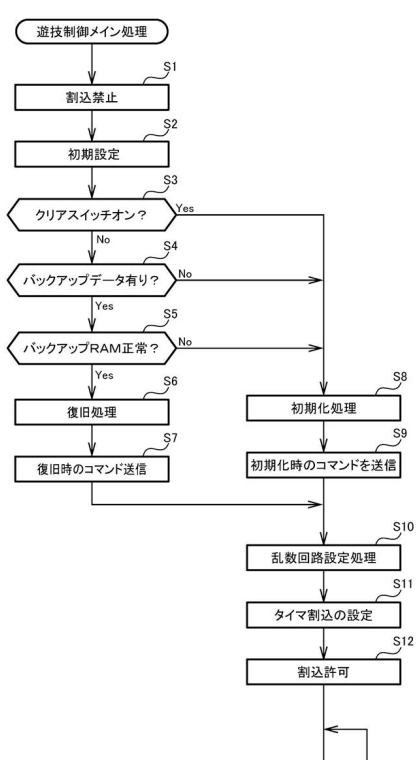 遊技制御メイン処理
S1
割込禁止
S2
初期設定
S3
クリアスイッチオン？
Yes
No
S4
バックアップデータ有り？
No
Yes
S5
バックアップRAM正常？
No
Yes
S6
復旧処理
S7
復旧時のコマンド送信
S8
初期化処理
S9
初期化時のコマンドを送信
S10
乱数回路設定処理
S11
タイマ割込の設定
S12
割込許可